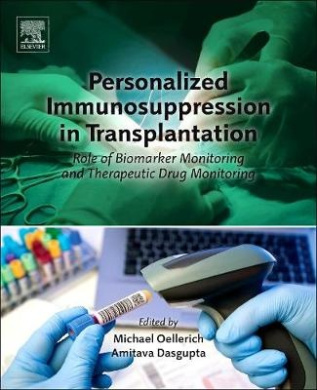 ELSEVIER
Personalized
Immunosuppression
in Transplantation
Role of Biomarker Monitoring
and Therapeutic Drug Monitoring
Edited by
Michael Oellerich
Amitava Dasgupta